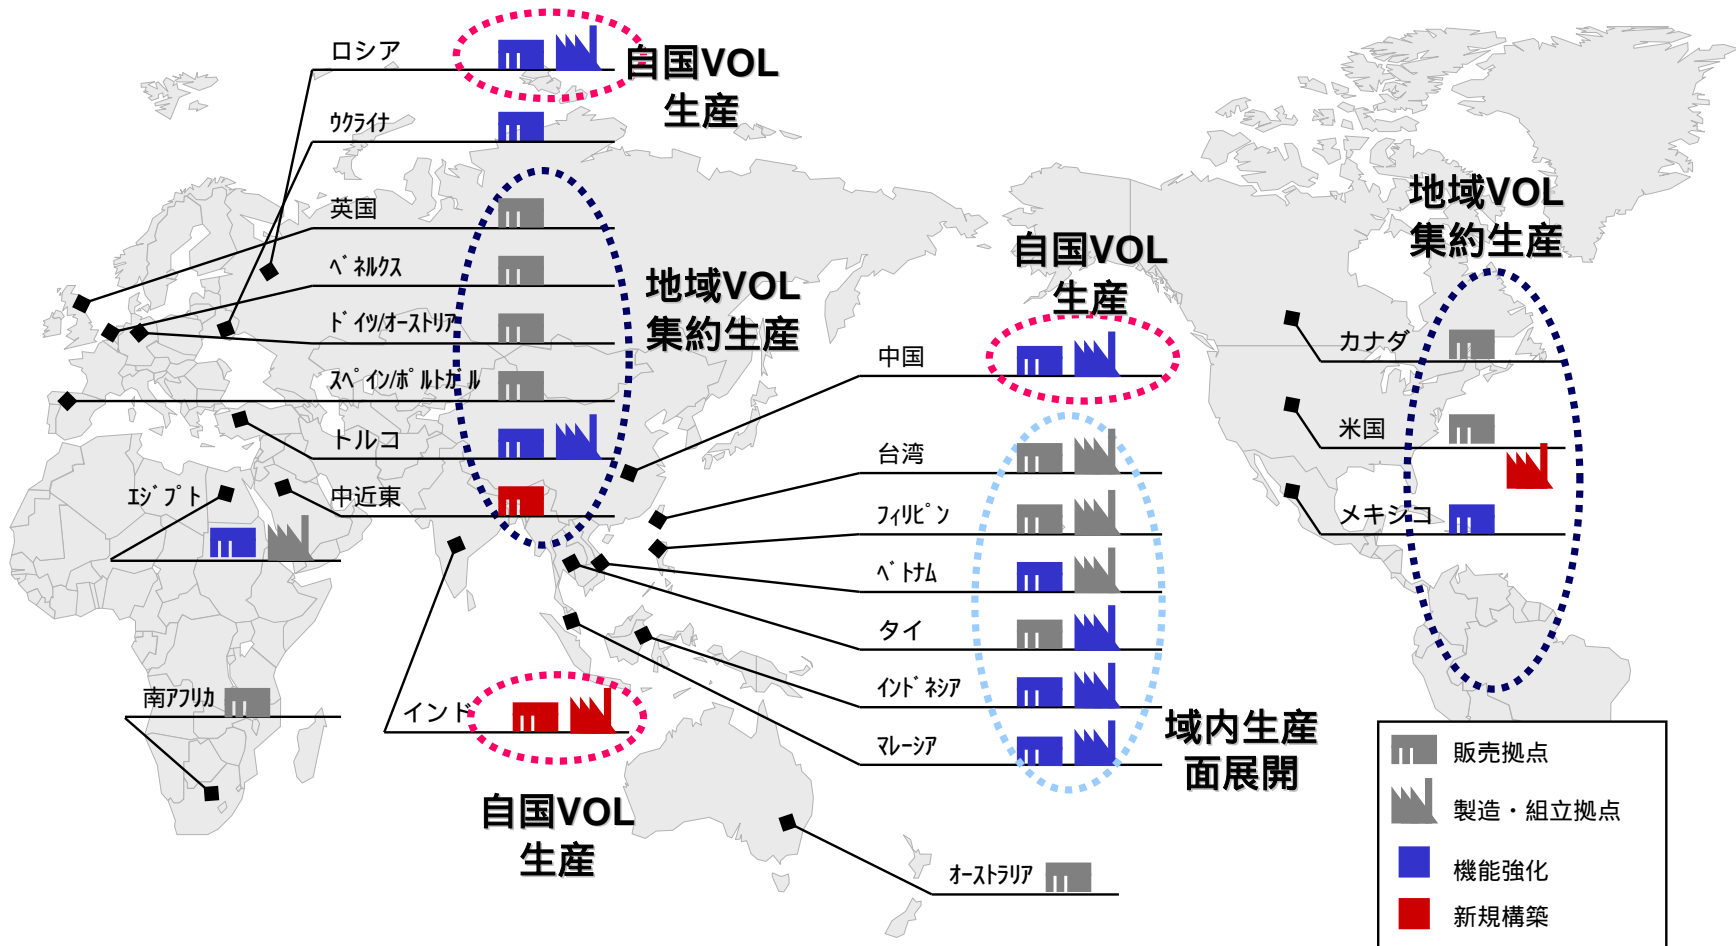 ロシア
自国VOL
生産
ｳｸﾗｲﾅ
英国
ﾍﾞﾈﾙｸｽ
ﾄﾞｲﾂ/ｵｰｽﾄﾘｱ
ｽﾍﾟｲﾝ/ﾎﾟﾙﾄｶﾞﾙ
トルコ
中近東
地域VOL
集約生産
ｴｼﾞﾌﾟﾄ
南ｱﾌﾘｶ
インド
自国VOL
生産
自国VOL
生産
中国
台湾
ﾌｨﾘﾋﾟﾝ
ﾍﾞﾄﾅﾑ
タイ
ｲﾝﾄﾞﾈｼｱ
ﾏﾚｰｼｱ
域内生産
面展開
ｵｰｽﾄﾗﾘｱ
地域VOL
集約生産
カナダ
米国
メキシコ
販売拠点
製造・組立拠点
機能強化
新規構築